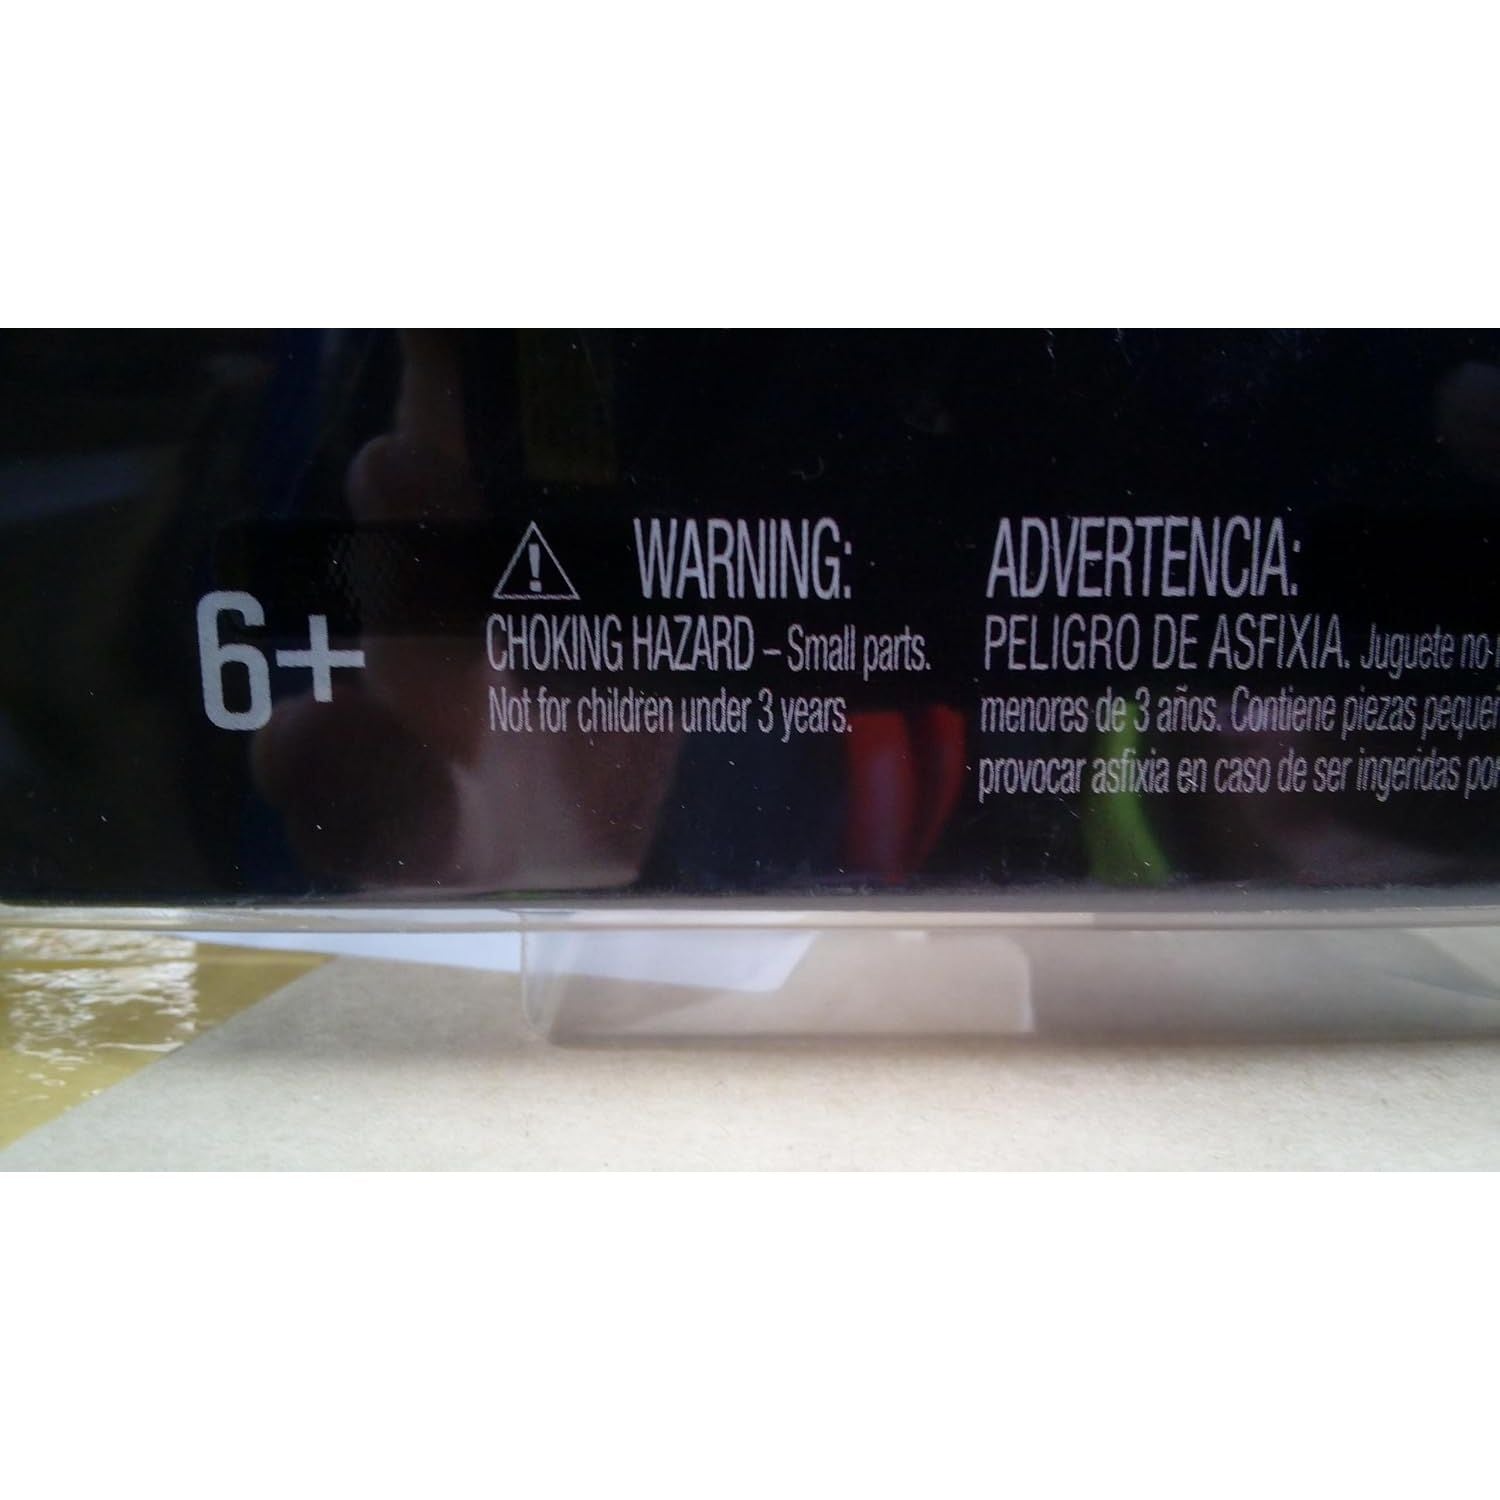 6+
WARNING:
CHOKING HAZARD – Small parts.
Not for children under 3 years.
ADVERTENCIA:
PELIGRO DE ASFIXIA. Juguete no
menores de 3 años. Contiene piezas
provocar asfixia en caso de ser ingeridas